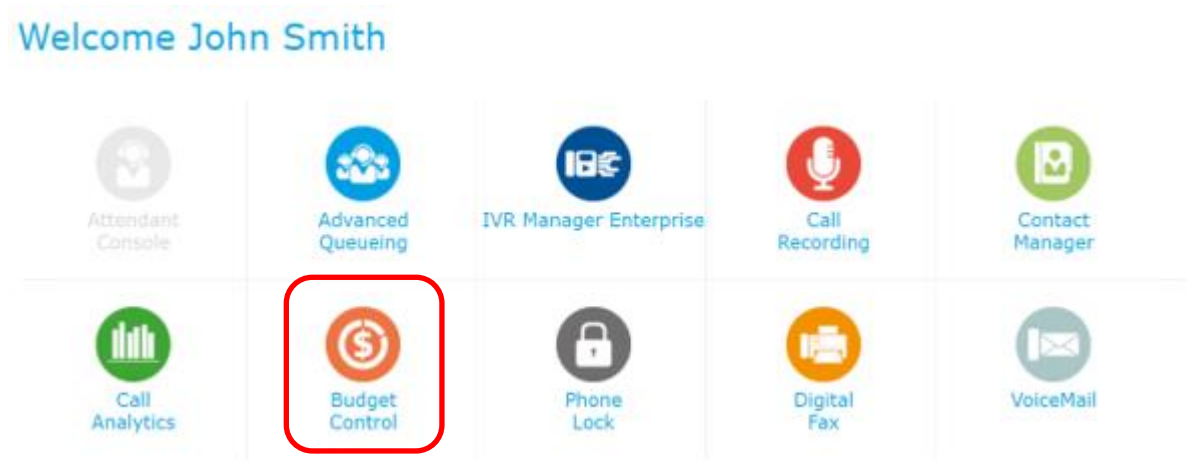 Welcome John Smith
Attendant
Console
Advanced
Queueing
IVR Manager Enterprise
Call
Recording
Contact
Manager
Call
Analytics
$
Budget
Control
Phone
Lock
Digital
Fax
VoiceMail